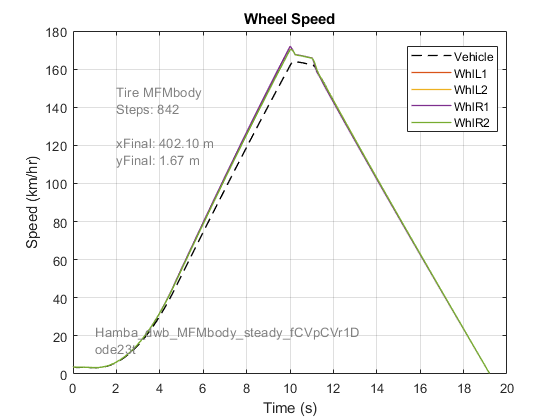 Wheel Speed
180
160
140
120
100
80
60
40
20
0
Speed (km/hr)
Tire MFMbody
Steps: 842
xFinal: 402.10 m
yFinal: 1.67 m
Vehicle
WhlL1
WhlL2
WhlR1
WhlR2
Hamba_dwb_MFMbody_steady_fCVpCVr1D
ode23t
0 2 4 6 8 10 12 14 16 18 20
Time (s)